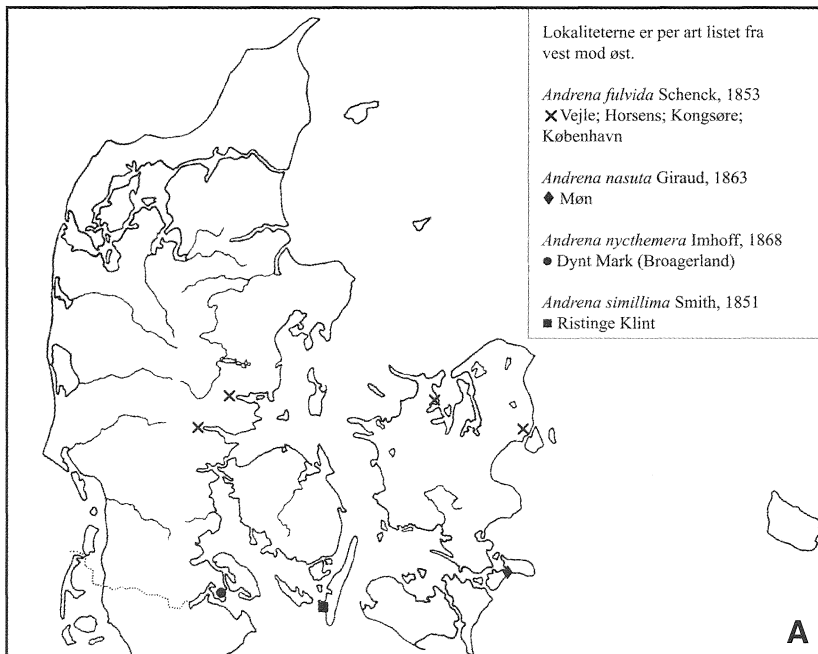 Lokaliteterne er per art listet fra
vest mod øst.
Andrena fulvida Schenck, 1853
Vejle; Horsens; Kongsøre;
København
Andrena nasuta Giraud, 1863
Møn
Andrena nycthemera Imhoff, 1868
Dynt Mark (Broagerland)
Andrena simillima Smith, 1851
Ristinge Klint
A